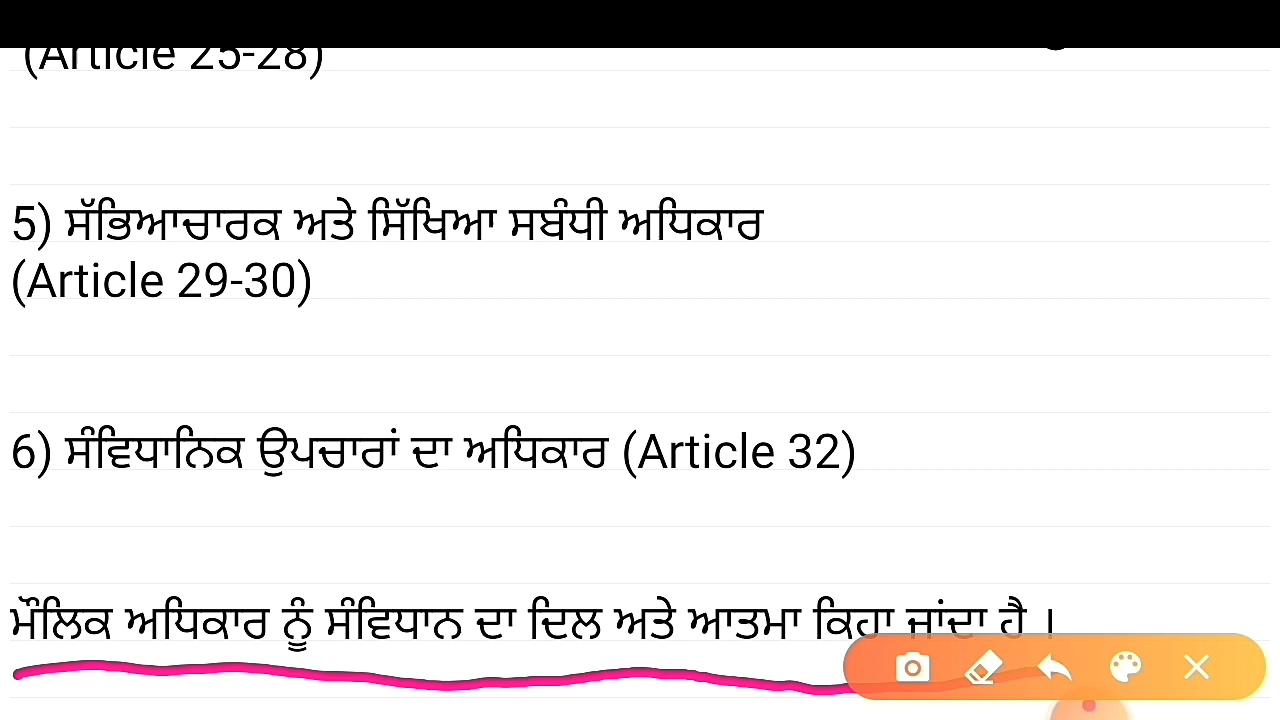 (Article 25-28)
5) ਸੱਭਿਆਚਾਰਕ ਅਤੇ ਸਿੱਖਿਆ ਸਬੰਧੀ ਅਧਿਕਾਰ
(Article 29-30)
6) ਸੰਵਿਧਾਨਿਕ ਉਪਚਾਰਾਂ ਦਾ ਅਧਿਕਾਰ (Article 32)
ਮੌਲਿਕ ਅਧਿਕਾਰ ਨੂੰ ਸੰਵਿਧਾਨ ਦਾ ਦਿਲ ਅਤੇ ਆਤਮਾ ਕਿਹਾ ਜਾਂਦਾ ਹੈ ।